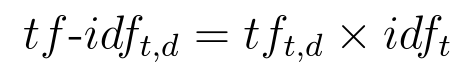 tf-idf_{t,d} = tf_{t,d} × idf_t